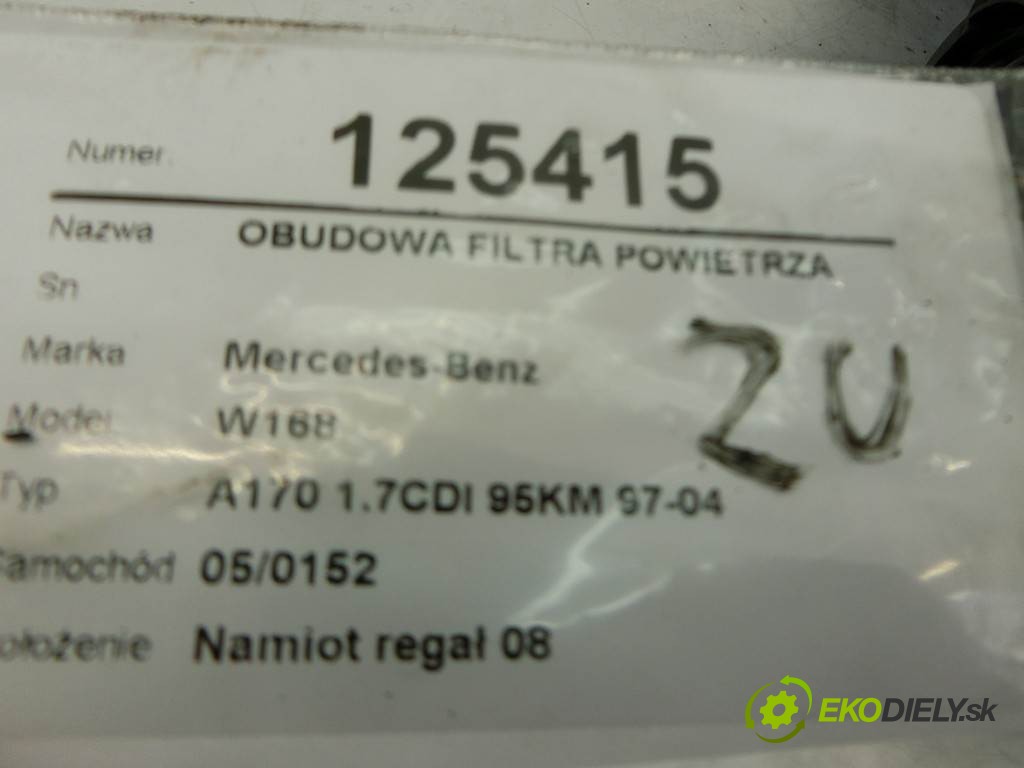 Numer 125415
Nazwa OBUDOWA FILTRA POWIETRZA
Sn
Marka Mercedes-Benz
Model W168
Typ A170 1.7CDI 95KM 97-04
ZU
Samochód 05/0152
ołożenie Namiot regał 08
EKODIELY.sk